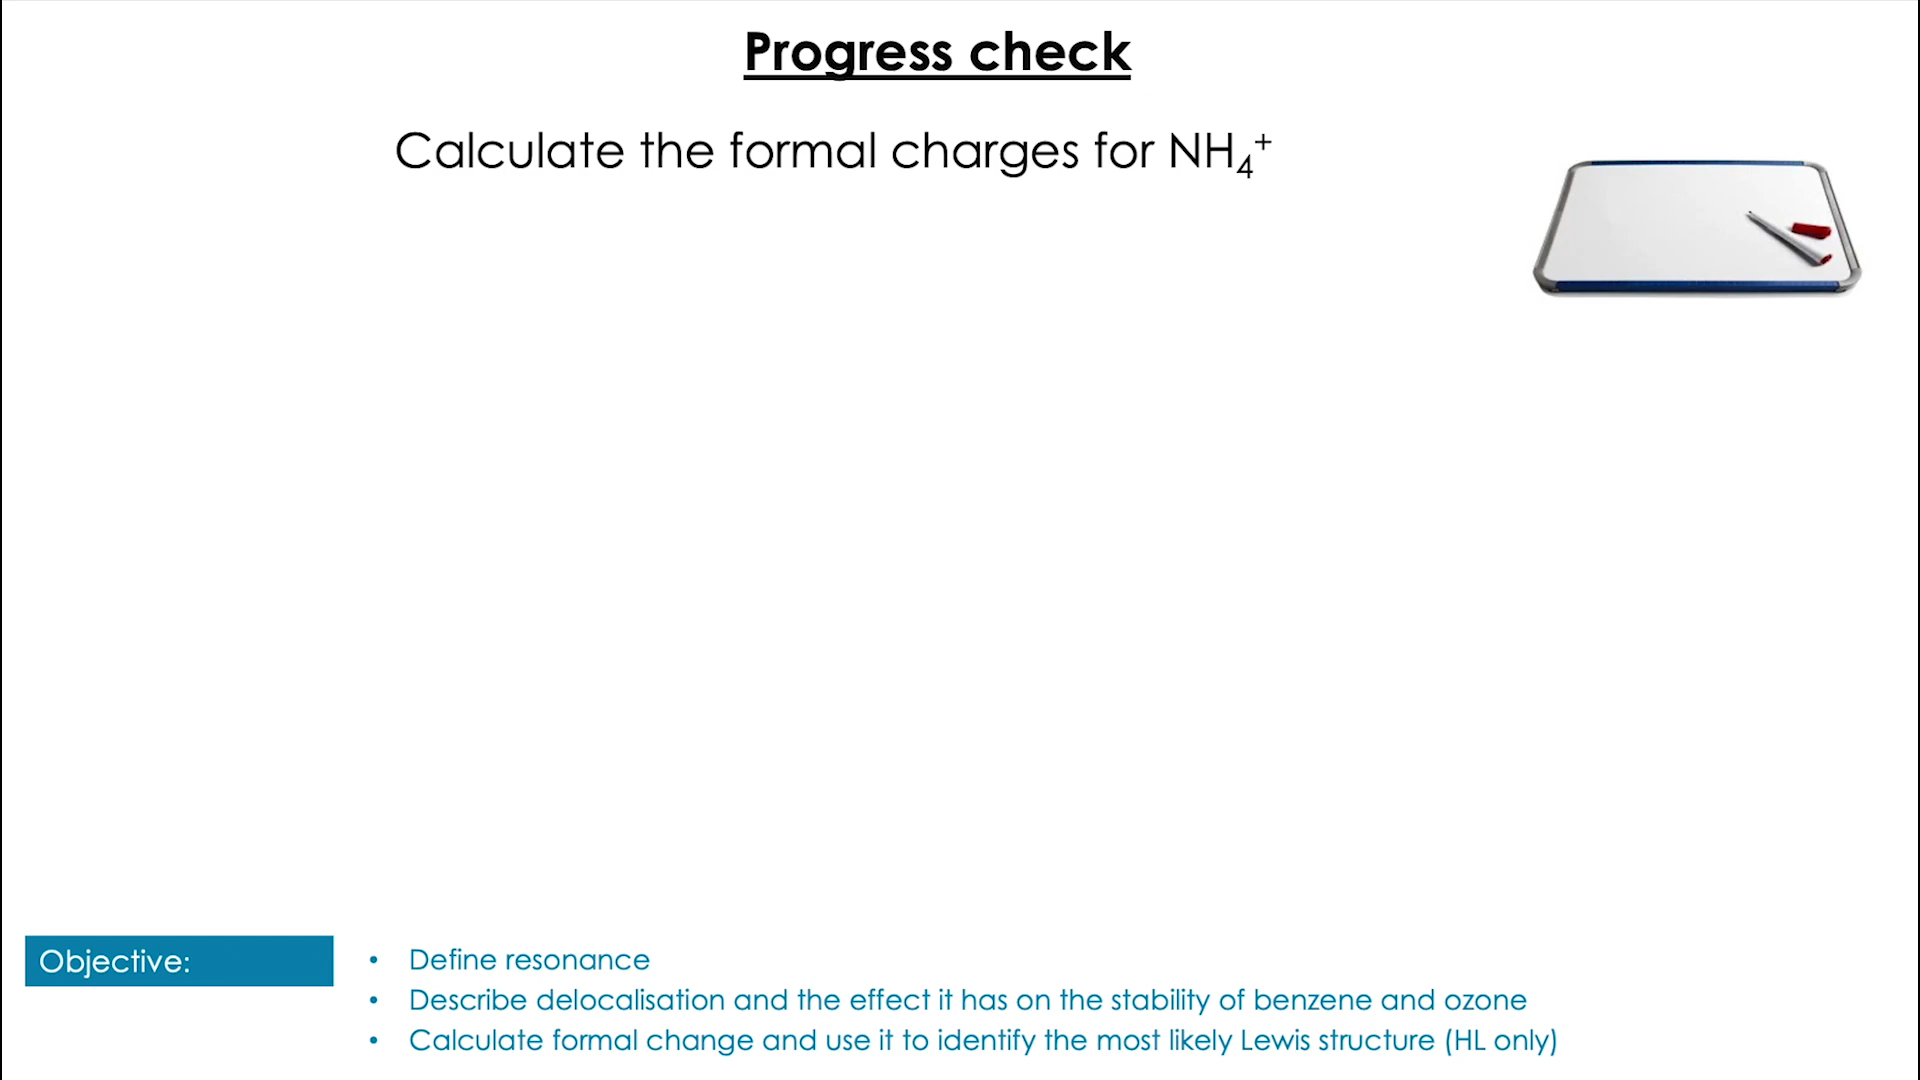 Progress check
Calculate the formal charges for NH₄⁺
Objective:
• Define resonance
• Describe delocalisation and the effect it has on the stability of benzene and ozone
• Calculate formal change and use it to identify the most likely Lewis structure (HL only)